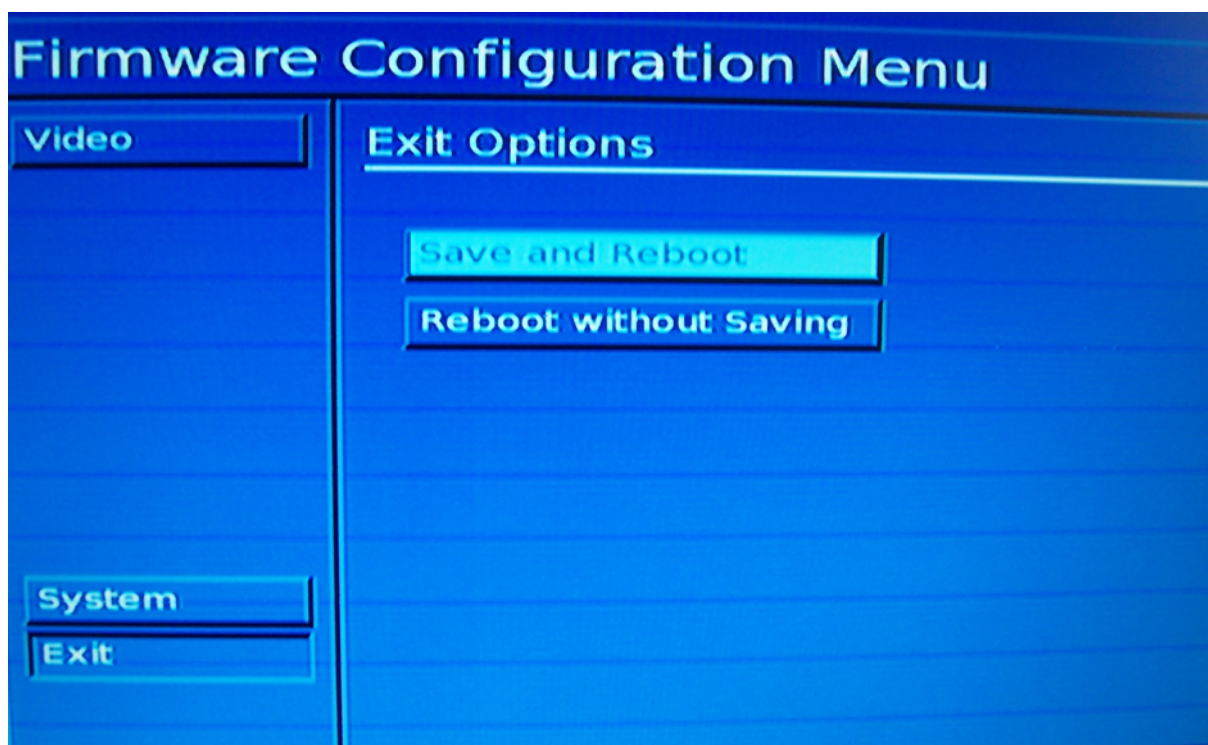 Firmware Configuration Menu
Video
Exit Options
Save and Reboot
Reboot without Saving
System
Exit